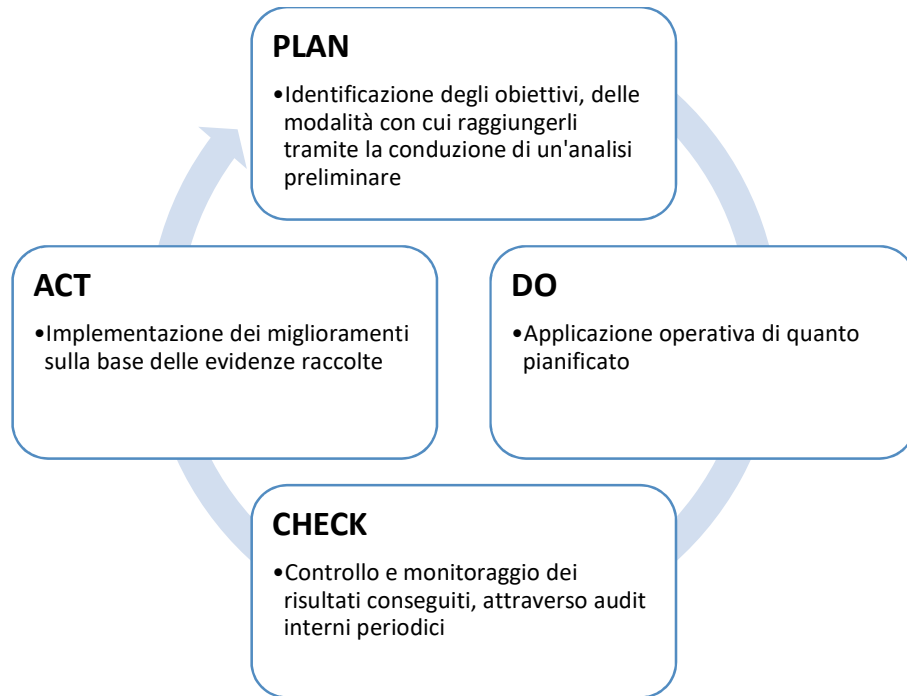 PLAN
•Identificazione degli obiettivi, delle
modalità con cui raggiungerli
tramite la conduzione di un'analisi
preliminare
DO
•Applicazione operativa di quanto
pianificato
CHECK
•Controllo e monitoraggio dei
risultati conseguiti, attraverso audit
interni periodici
ACT
•Implementazione dei miglioramenti
sulla base delle evidenze raccolte